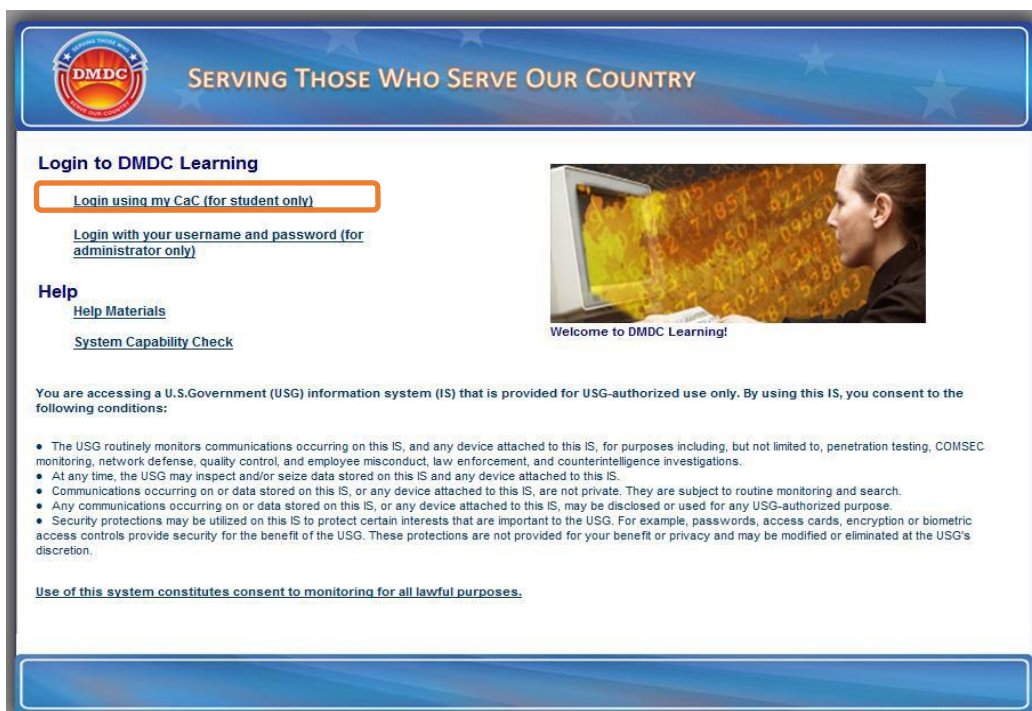 SERVING THOSE WHO
DMDC
SERVE OUR COUNTRY
SERVING THOSE WHO SERVE OUR COUNTRY
Login to DMDC Learning
Login using my CaC (for student only)
Login with your username and password (for
administrator only)
Help
Help Materials
System Capability Check
Welcome to DMDC Learning!
You are accessing a U.S.Government (USG) information system (IS) that is provided for USG-authorized use only. By using this IS, you consent to the
following conditions:
● The USG routinely monitors communications occurring on this IS, and any device attached to this IS, for purposes including, but not limited to, penetration testing, COMSEC
monitoring, network defense, quality control, and employee misconduct, law enforcement, and counterintelligence investigations.
● At any time, the USG may inspect and/or seize data stored on this IS and any device attached to this IS.
● Communications occurring on or data stored on this IS, or any device attached to this IS, are not private. They are subject to routine monitoring and search.
● Any communications occurring on or data stored on this IS, or any device attached to this IS, may be disclosed or used for any USG-authorized purpose.
● Security protections may be utilized on this IS to protect certain interests that are important to the USG. For example, passwords, access cards, encryption or biometric
access controls provide security for the benefit of the USG. These protections are not provided for your benefit or privacy and may be modified or eliminated at the USG's
discretion.
Use of this system constitutes consent to monitoring for all lawful purposes.